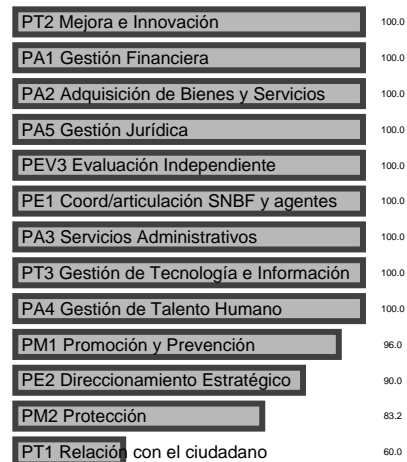 PT2 Mejora e Innovación 100.0
PA1 Gestión Financiera 100.0
PA2 Adquisición de Bienes y Servicios 100.0
PA5 Gestión Jurídica 100.0
PEV3 Evaluación Independiente 100.0
PE1 Coord/articulación SNBF y agentes 100.0
PA3 Servicios Administrativos 100.0
PT3 Gestión de Tecnología e Información 100.0
PA4 Gestión de Talento Humano 100.0
PM1 Promoción y Prevención 96.0
PE2 Direccionamiento Estratégico 90.0
PM2 Protección 83.2
PT1 Relación con el ciudadano 60.0